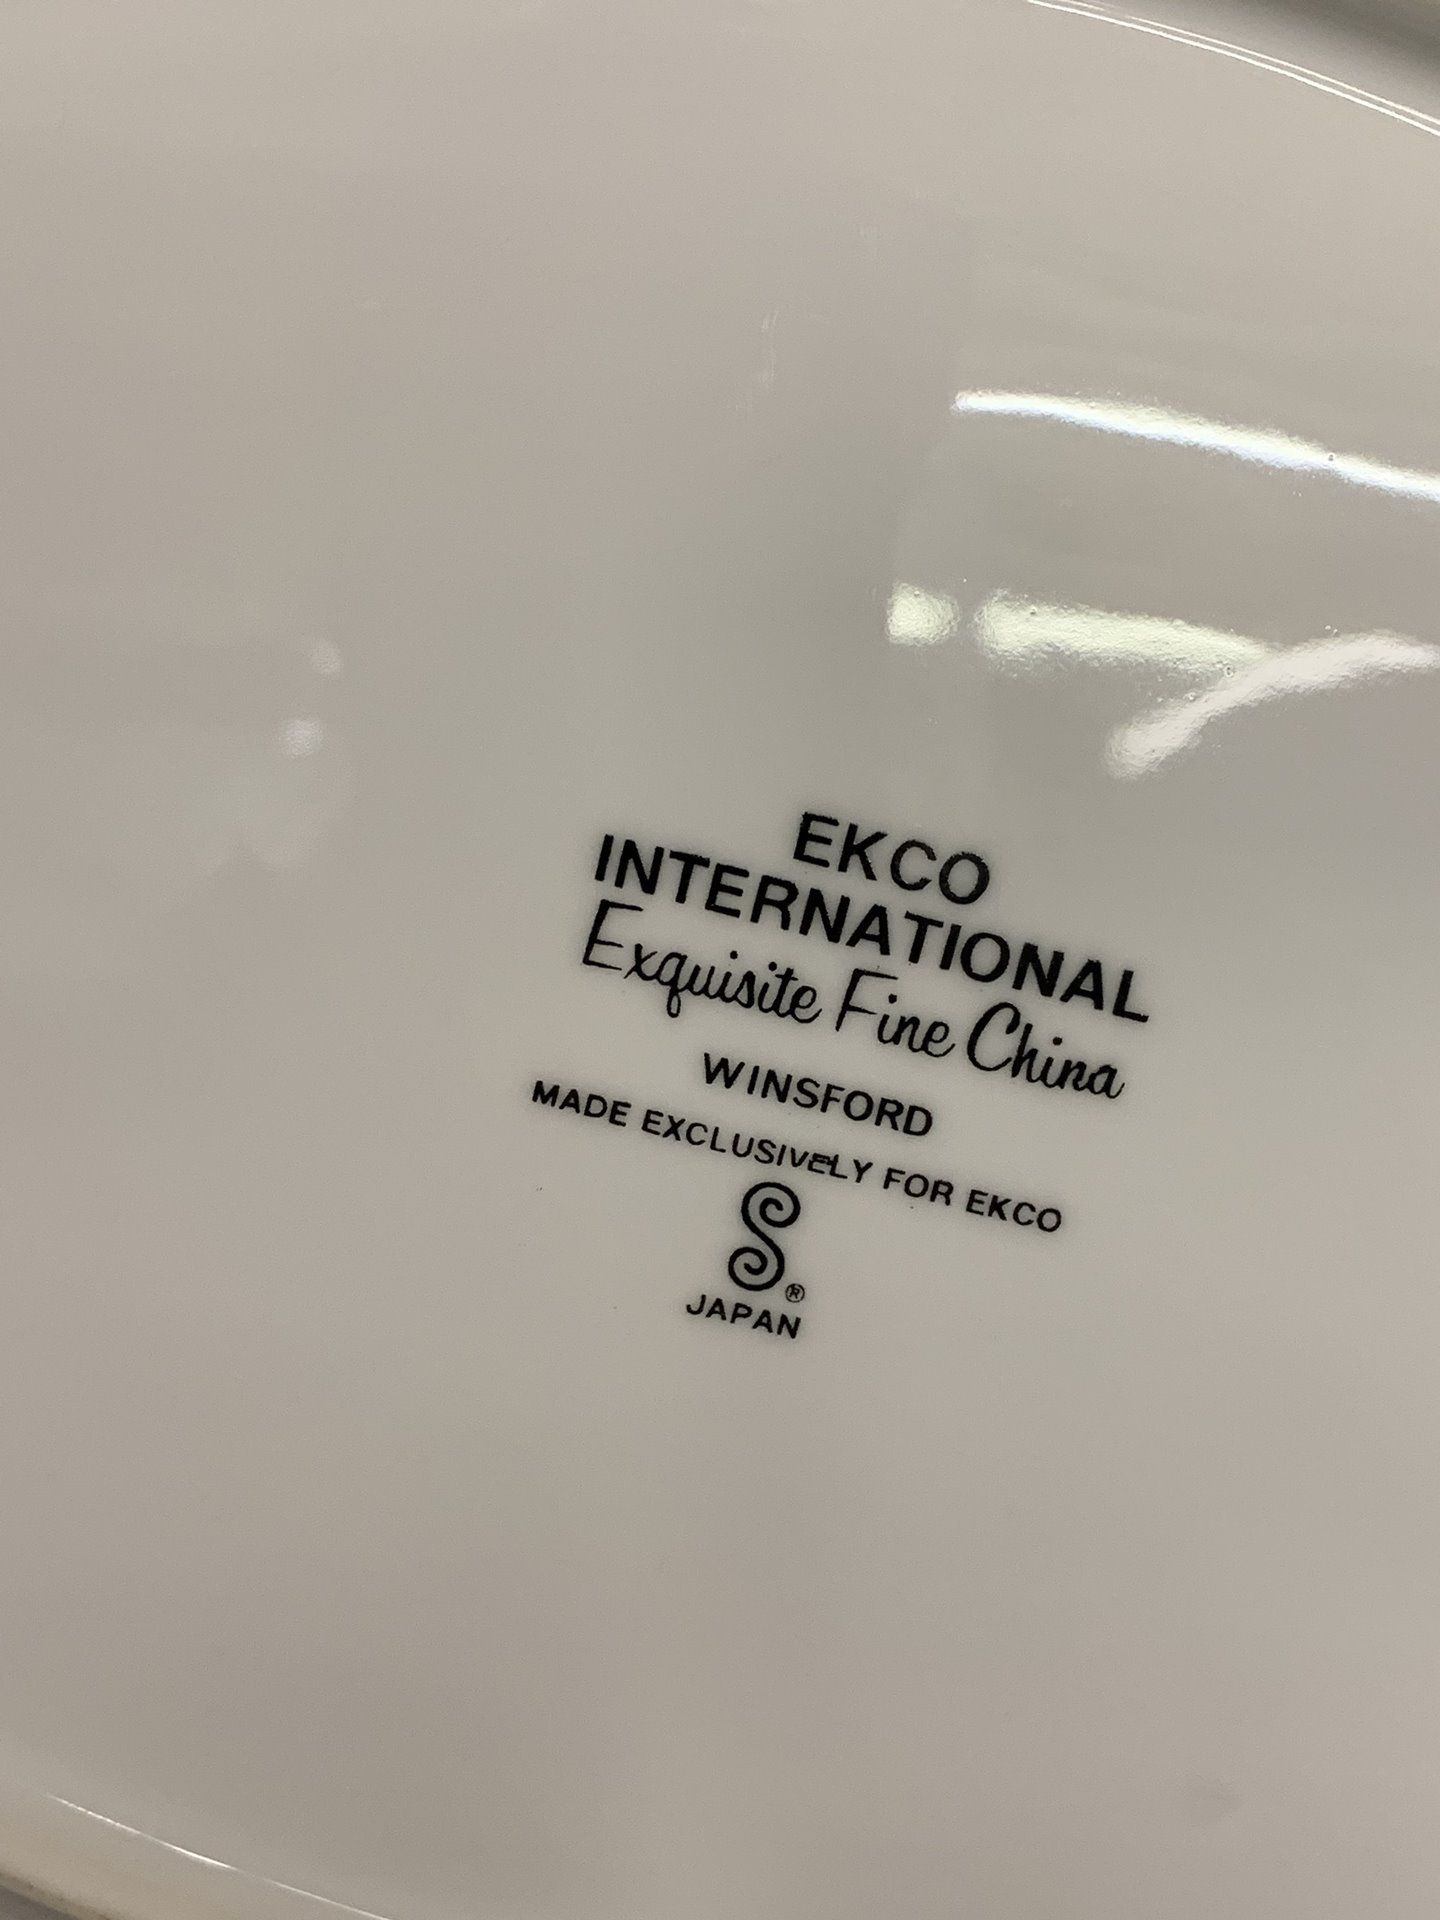 EKCO
INTERNATIONAL
Exquisite Fine China
WINSFORD
MADE EXCLUSIVELY FOR EKCO
S®
JAPAN